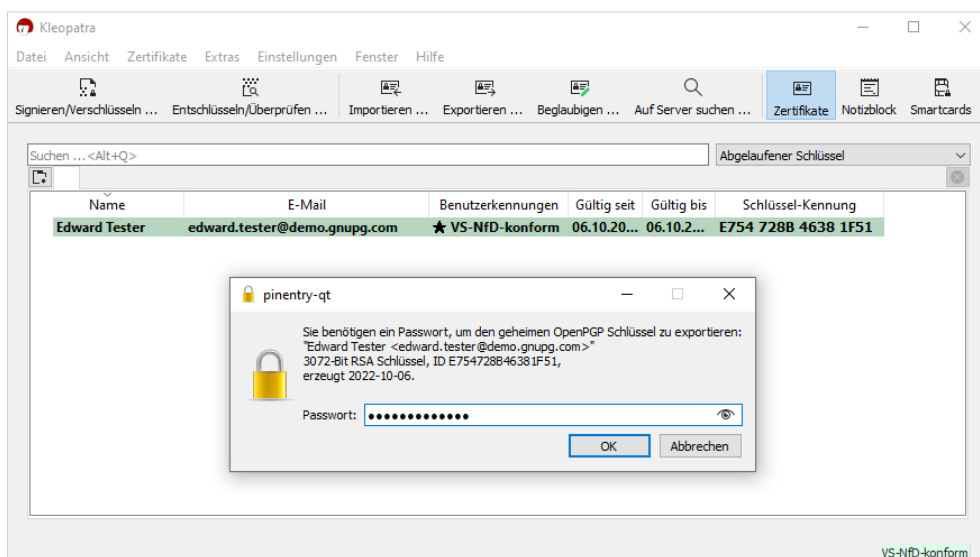 Kleopatra
Datei Ansicht Zertifikate Extras Einstellungen Fenster Hilfe
Signieren/Verschlüsseln ... Entschlüsseln/Überprüfen ... Importieren ... Exportieren ... Beglaubigen ... Auf Server suchen ... Zertifikate Notizblock Smartcards
Suchen ...<Alt+Q> Abgelaufener Schlüssel
Name E-Mail Benutzerkennungen Gültig seit Gültig bis Schlüssel-Kennung
Edward Tester edward.tester@demo.gnupg.com ★ VS-NfD-konform 06.10.20... 06.10.2... E754 728B 4638 1F51
pinentry-qt
Sie benötigen ein Passwort, um den geheimen OpenPGP Schlüssel zu exportieren:
"Edward Tester <edward.tester@demo.gnupg.com>"
3072-Bit RSA Schlüssel, ID E754728B46381F51,
erzeugt 2022-10-06.
Passwort: ●●●●●●●●●●●●●
OK Abbrechen
VS-NfD-konform